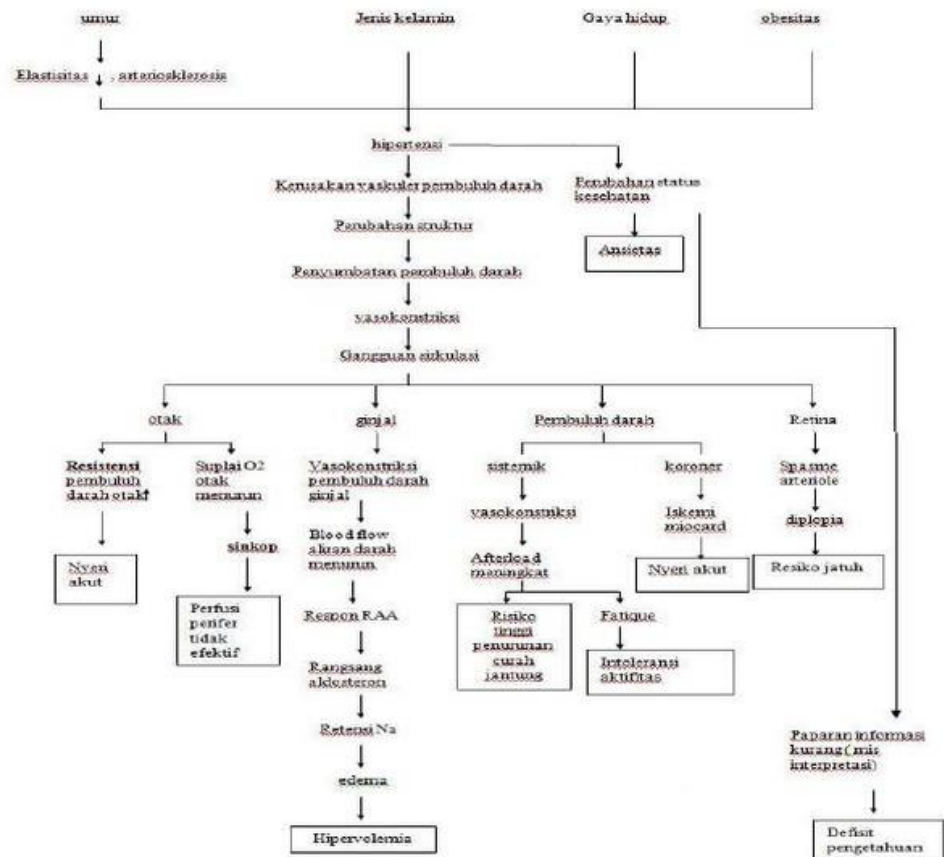 umur
Jenis kelamin
Gaya hidup
obesitas
Elastisitas , arteriosklerosis
hipertensi
Kerusakan vaskuler pembuluh darah
Perubahan status
kesehatan
Perubahan struktur
Ansietas
Penyumbatan pembuluh darah
vasokonstriksi
Gangguan sirkulasi
otak
ginjal
Pembuluh darah
Retina
Resistensi
pembuluh
darah otak↑
Suplai O2
otak
menurun
Vasokonstriksi
pembuluh darah
ginjal
sistemik
koroner
Spasme
arteriole
sinkop
Blood flow
aliran darah
menurun
vasokonstriksi
Iskemi
miocard
diplopia
Nyeri
akut
Afterload
meningkat
Nyeri akut
Resiko jatuh
Perfusi
perifer
tidak
efektif
Respon RAA
Risiko
tinggi
penurunan
curah
jantung
Fatique
Rangsang
aldosteron
Intoleransi
aktifitas
Retensi Na
Paparan informasi
kurang ( mis
interpretasi)
edema
Hipervolemia
Defisit
pengetahuan